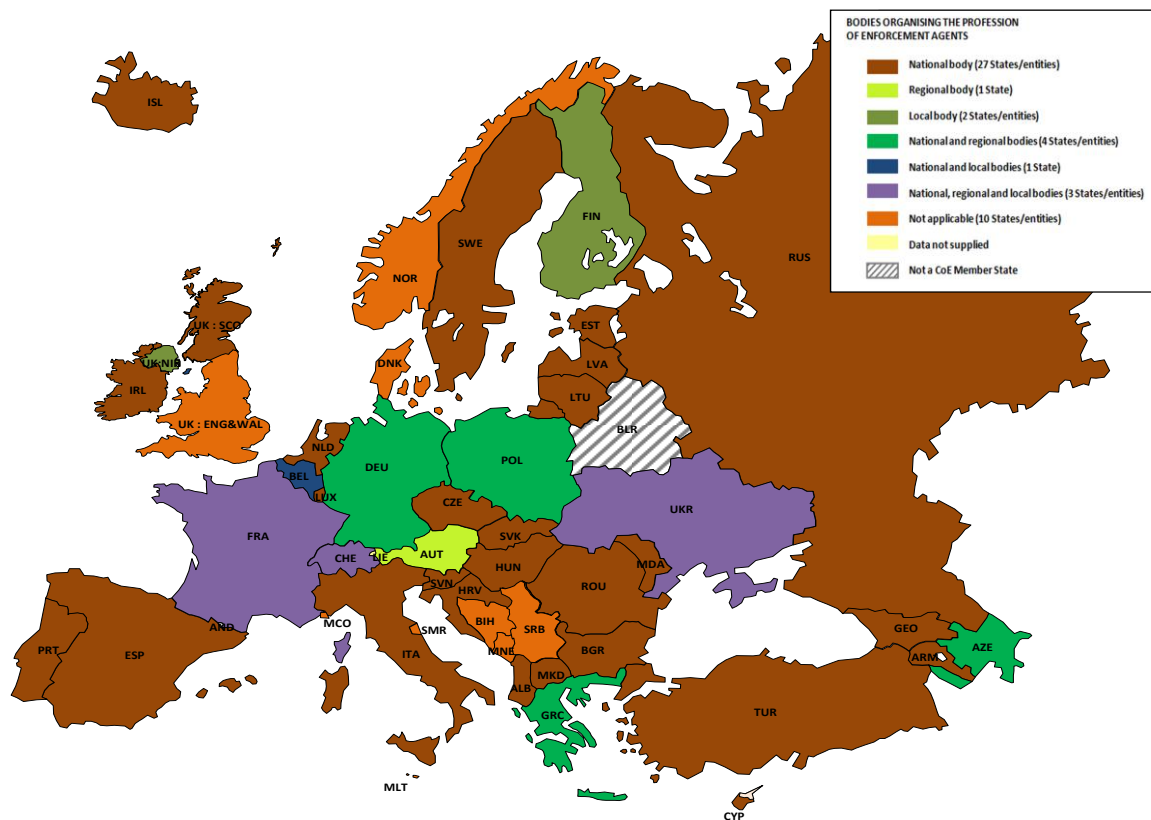 BODIES ORGANISING THE PROFESSION
OF ENFORCEMENT AGENTS
National body (27 States/entities)
Regional body (1 State)
Local body (2 States/entities)
National and regional bodies (4 States/entities)
National and local bodies (1 State)
National, regional and local bodies (3 States/entities)
Not applicable (10 States/entities)
Data not supplied
Not a CoE Member State
ISL
FIN
SWE
RUS
NOR
UK : SCO
EST
UK:NIR
DNK
LVA
IRL
LTU
UK : ENG&WAL
BLR
NLD
DEU
POL
BEL
LUX
CZE
UKR
FRA
SVK
CHE
LIE
AUT
HUN
MDA
SVN
ROU
HRV
AND
MCO
BIH
SMR
SRB
GEO
PRT
ESP
ITA
MNE
BGR
ARM
AZE
MKD
ALB
GRC
TUR
MLT
CYP